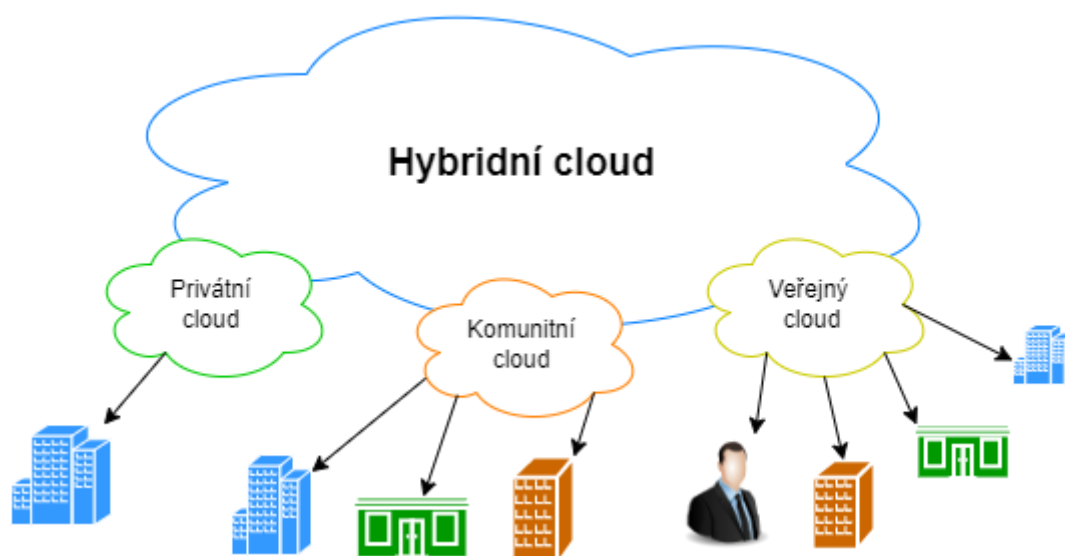 Hybridní cloud
Privátní
cloud
Komunitní
cloud
Veřejný
cloud